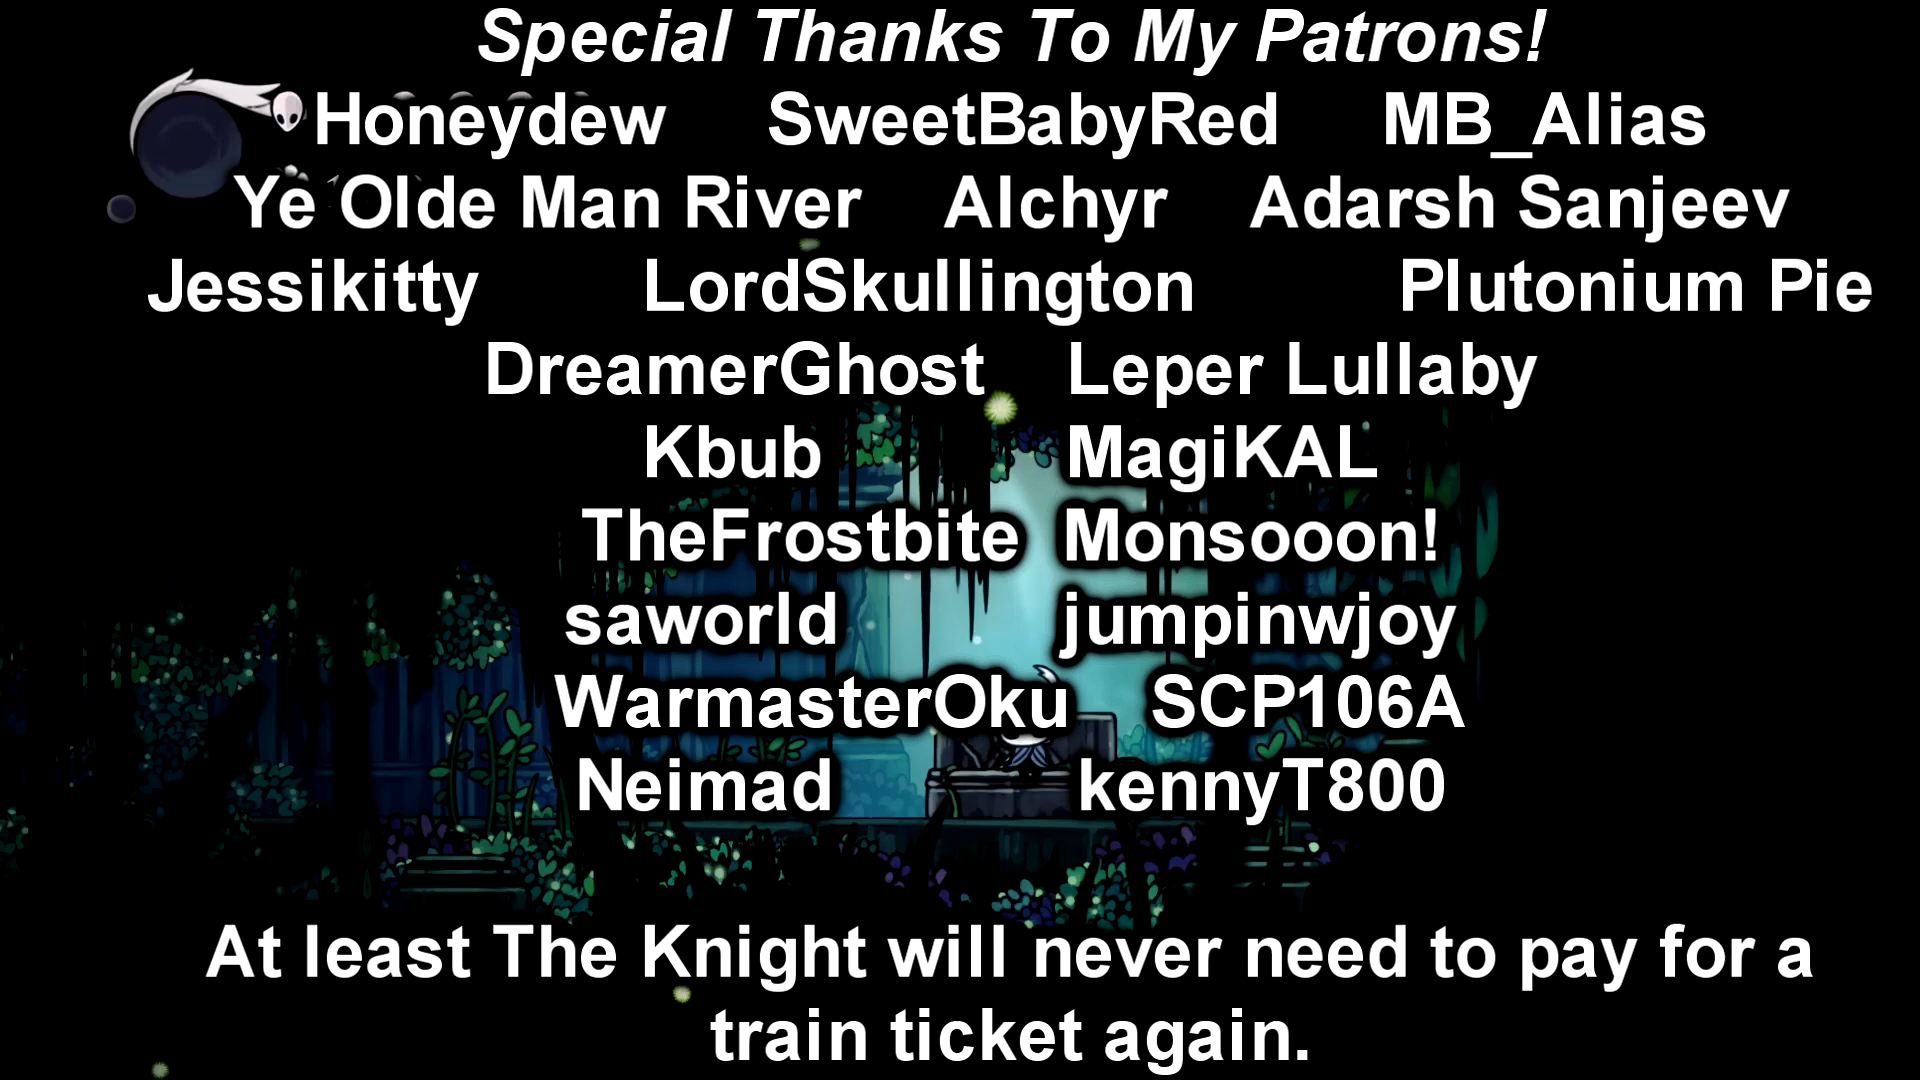 Special Thanks To My Patrons!
Honeydew SweetBabyRed MB_Alias
Ye Olde Man River Alchyr Adarsh Sanjeev
Jessikitty LordSkullington Plutonium Pie
DreamerGhost Leper Lullaby
Kbub MagiKAL
TheFrostbite Monsooon!
saworld jumpinwjoy
WarmasterOku SCP106A
Neimad kennyT800
At least The Knight will never need to pay for a
train ticket again.